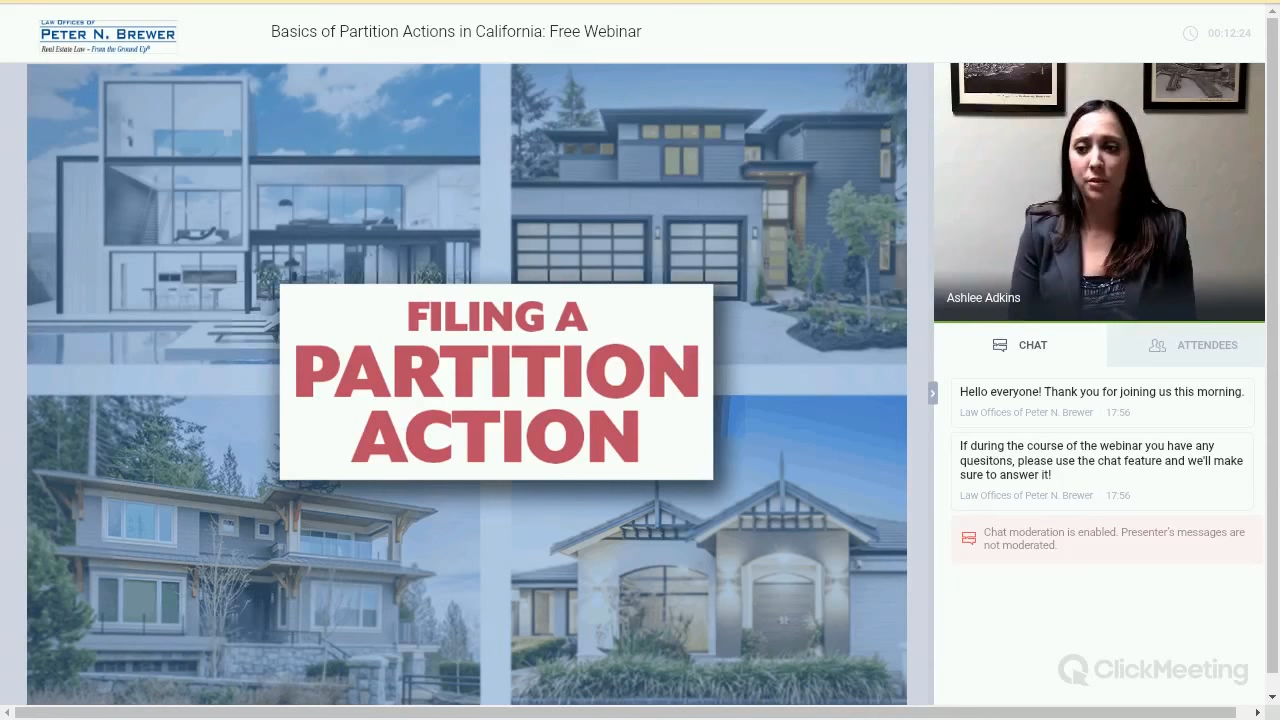 LAW OFFICES OF
PETER N. BREWER
Real Estate Law – From the Ground Up®
Basics of Partition Actions in California: Free Webinar
00:12:24
FILING A
PARTITION
ACTION
Ashlee Adkins
CHAT
ATTENDEES
Hello everyone! Thank you for joining us this morning.
Law Offices of Peter N. Brewer 17:56
If during the course of the webinar you have any
quesitons, please use the chat feature and we'll make
sure to answer it!
Law Offices of Peter N. Brewer 17:56
Chat moderation is enabled. Presenter's messages are
not moderated.
ClickMeeting